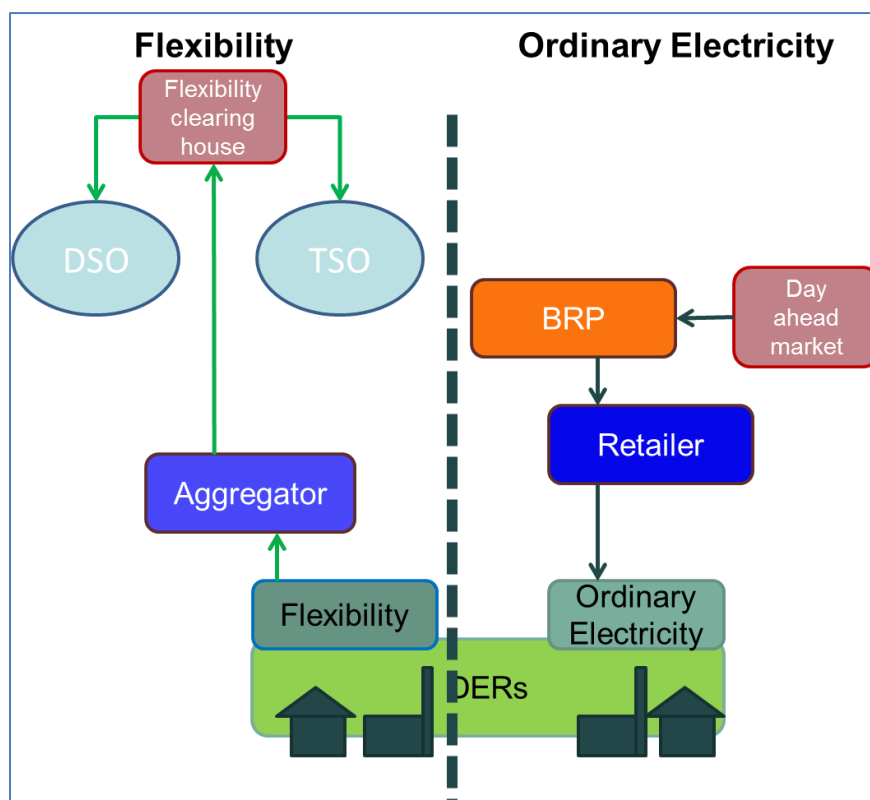 Flexibility
Ordinary Electricity
Flexibility
clearing
house
DSO
TSO
BRP
Day
ahead
market
Retailer
Aggregator
Flexibility
Ordinary
Electricity
DERs